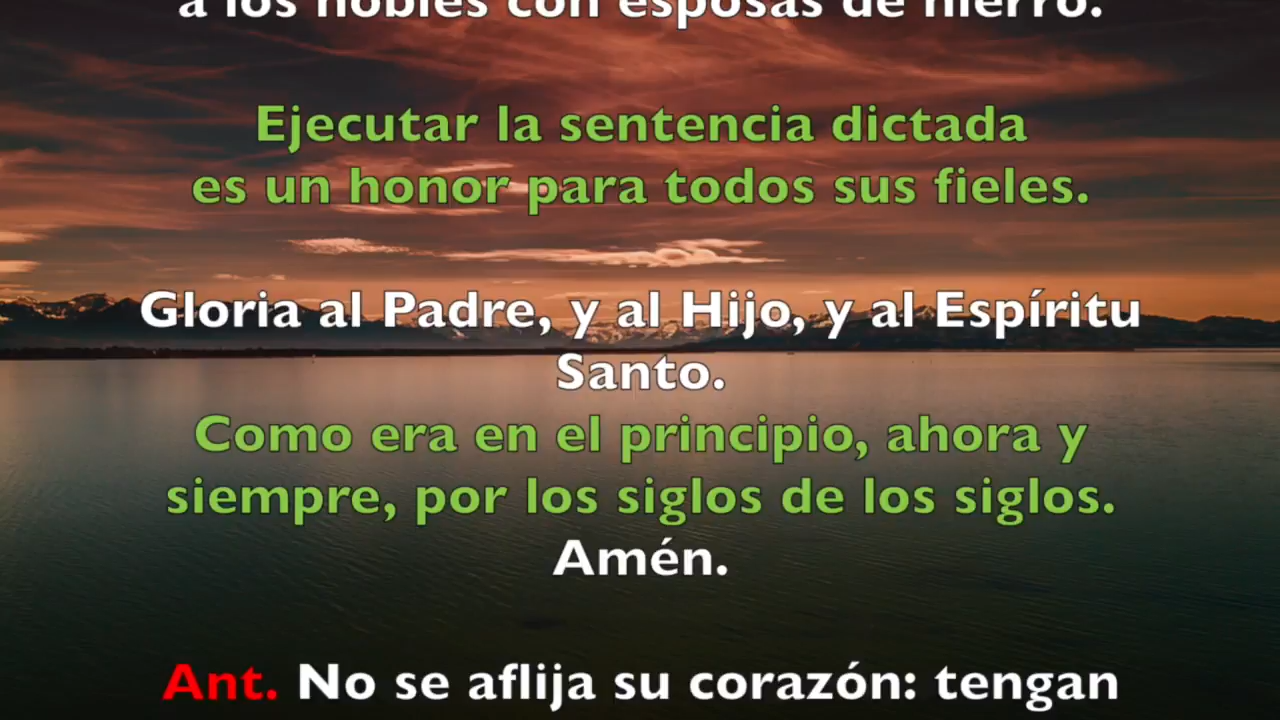 a los nobles con esposas de hierro.
Ejecutar la sentencia dictada
es un honor para todos sus fieles.
Gloria al Padre, y al Hijo, y al Espíritu
Santo.
Como era en el principio, ahora y
siempre, por los siglos de los siglos.
Amén.
Ant. No se aflija su corazón: tengan